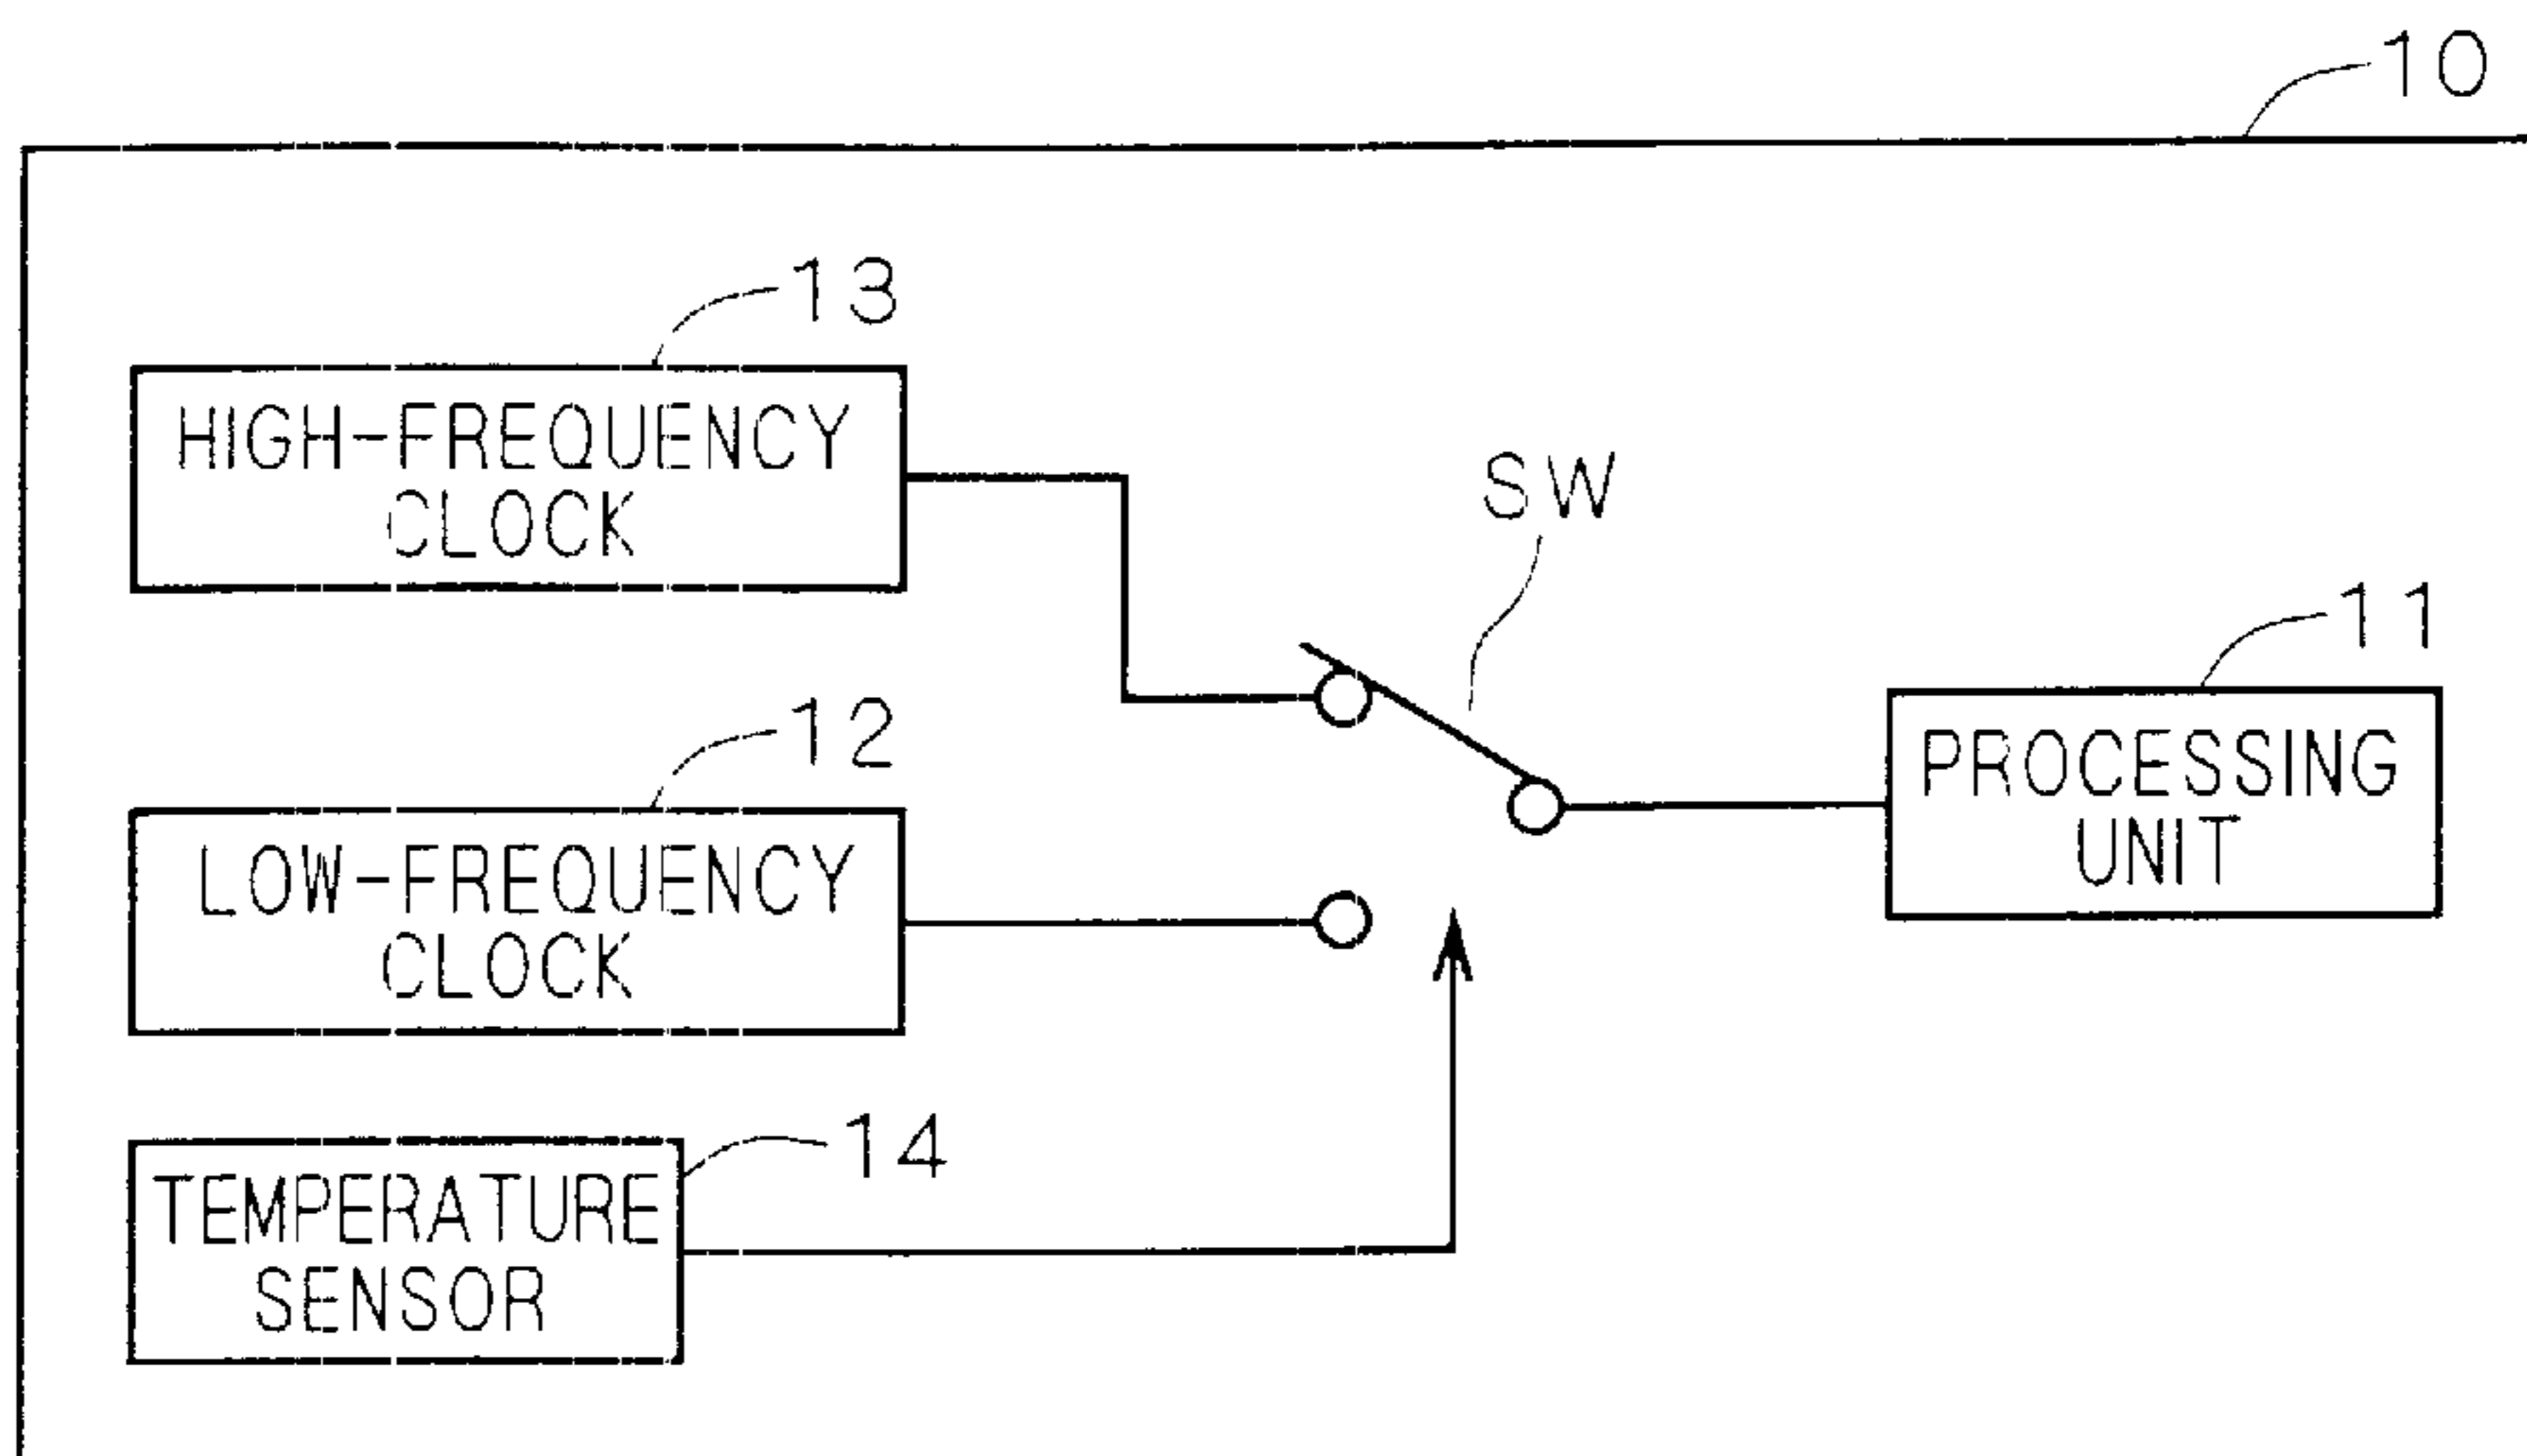 10
13
HIGH-FREQUENCY
CLOCK
SW
11
PROCESSING
UNIT
12
LOW-FREQUENCY
CLOCK
14
TEMPERATURE
SENSOR